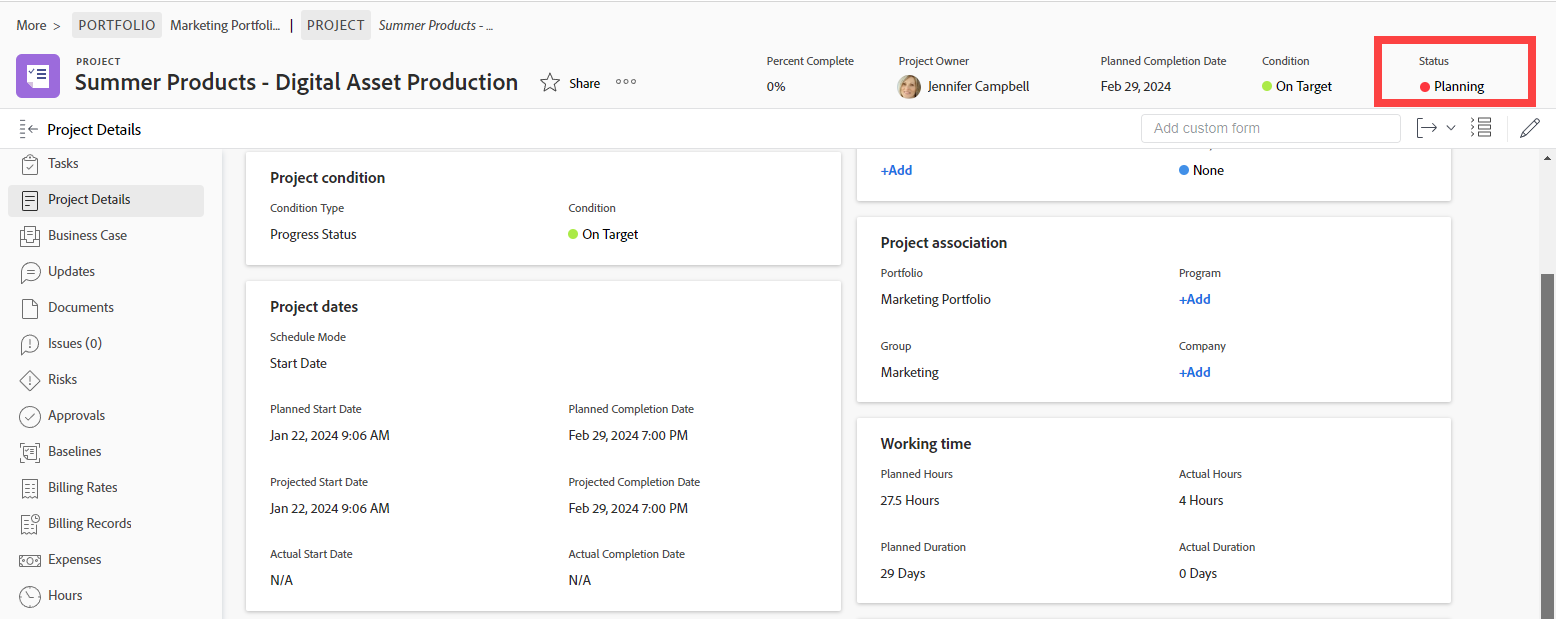 More > PORTFOLIO Marketing Portfoli... | PROJECT Summer Products - ...
PROJECT
Summer Products - Digital Asset Production
Share
Percent Complete
0%
Project Owner
Jennifer Campbell
Planned Completion Date
Feb 29, 2024
Condition
On Target
Status
Planning
Project Details
Add custom form
Tasks
Project Details
Business Case
Updates
Documents
Issues (0)
Risks
Approvals
Baselines
Billing Rates
Billing Records
Expenses
Hours
Project condition
Condition Type
Progress Status
Condition
On Target
Project dates
Schedule Mode
Start Date
Planned Start Date
Jan 22, 2024 9:06 AM
Planned Completion Date
Feb 29, 2024 7:00 PM
Projected Start Date
Jan 22, 2024 9:06 AM
Projected Completion Date
Feb 29, 2024 7:00 PM
Actual Start Date
N/A
Actual Completion Date
N/A
+Add
None
Project association
Portfolio
Marketing Portfolio
Program
+Add
Group
Marketing
Company
+Add
Working time
Planned Hours
27.5 Hours
Actual Hours
4 Hours
Planned Duration
29 Days
Actual Duration
0 Days